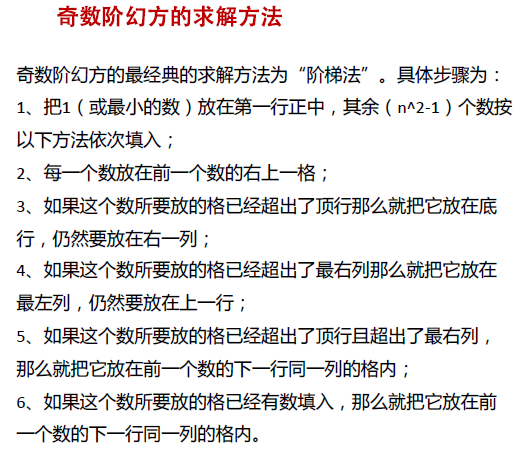 奇数阶幻方的求解方法
奇数阶幻方的最经典的求解方法为“阶梯法”。具体步骤为：
1、把1（或最小的数）放在第一行正中，其余（n^2-1）个数按
以下方法依次填入；
2、每一个数放在前一个数的右上一格；
3、如果这个数所要放的格已经超出了顶行那么就把它放在底
行，仍然要放在右一列；
4、如果这个数所要放的格已经超出了最右列那么就把它放在
最左列，仍然要放在上一行；
5、如果这个数所要放的格已经超出了顶行且超出了最右列，
那么就把它放在前一个数的下一行同一列的格内；
6、如果这个数所要放的格已经有数填入，那么就把它放在前
一个数的下一行同一列的格内。